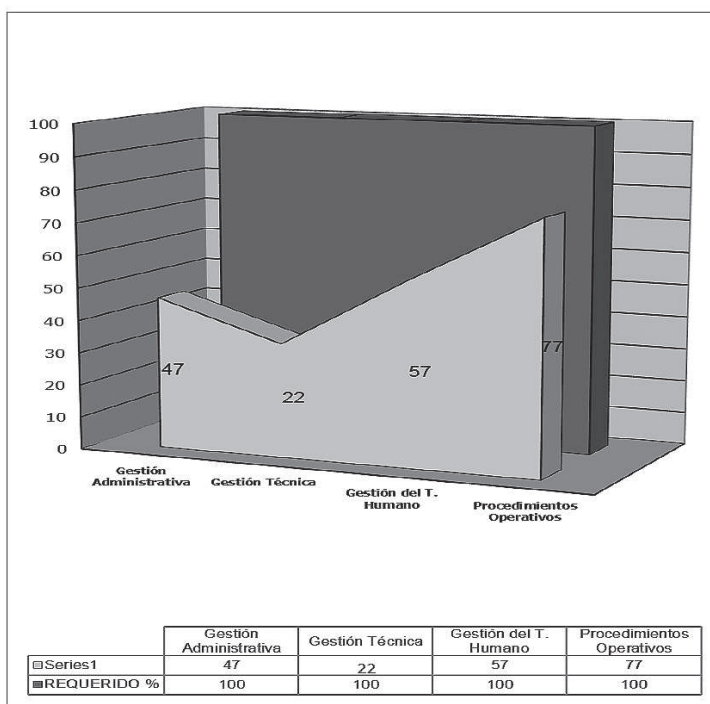 100
90
80
70
60
50
40
30
20
10
0
47
22
57
77
Gestión
Administrativa
Gestión Técnica
Gestión del T.
Humano
Procedimientos
Operativos
Gestión
Administrativa
Gestión Técnica
Gestión del T.
Humano
Procedimientos
Operativos
Series1 47 22 57 77
REQUERIDO % 100 100 100 100